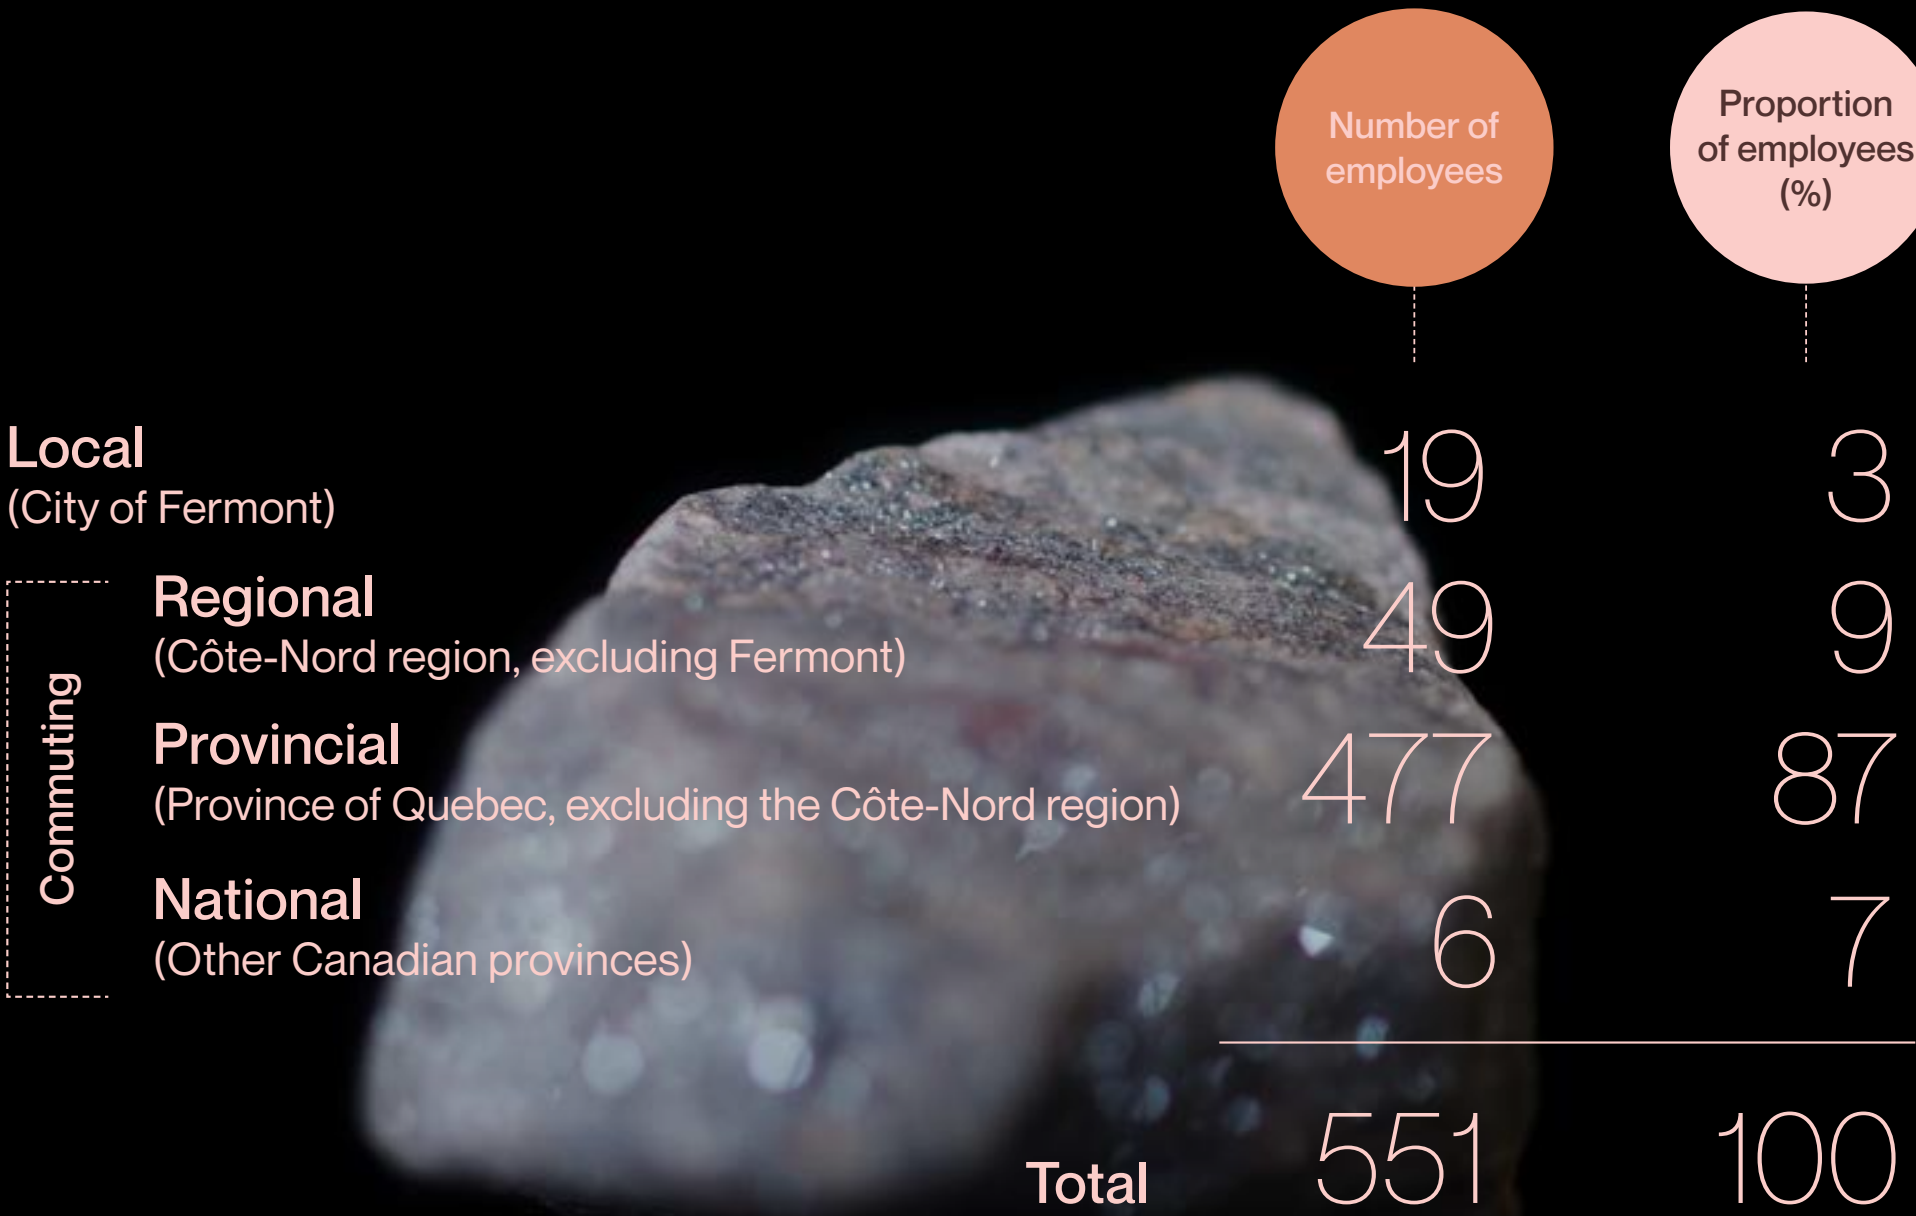 Number of
employees
Proportion
of employees
(%)
Local
(City of Fermont)
19
3
Commuting
Regional
(Côte-Nord region, excluding Fermont)
49
9
Provincial
(Province of Quebec, excluding the Côte-Nord region)
477
87
National
(Other Canadian provinces)
6
7
Total
551
100